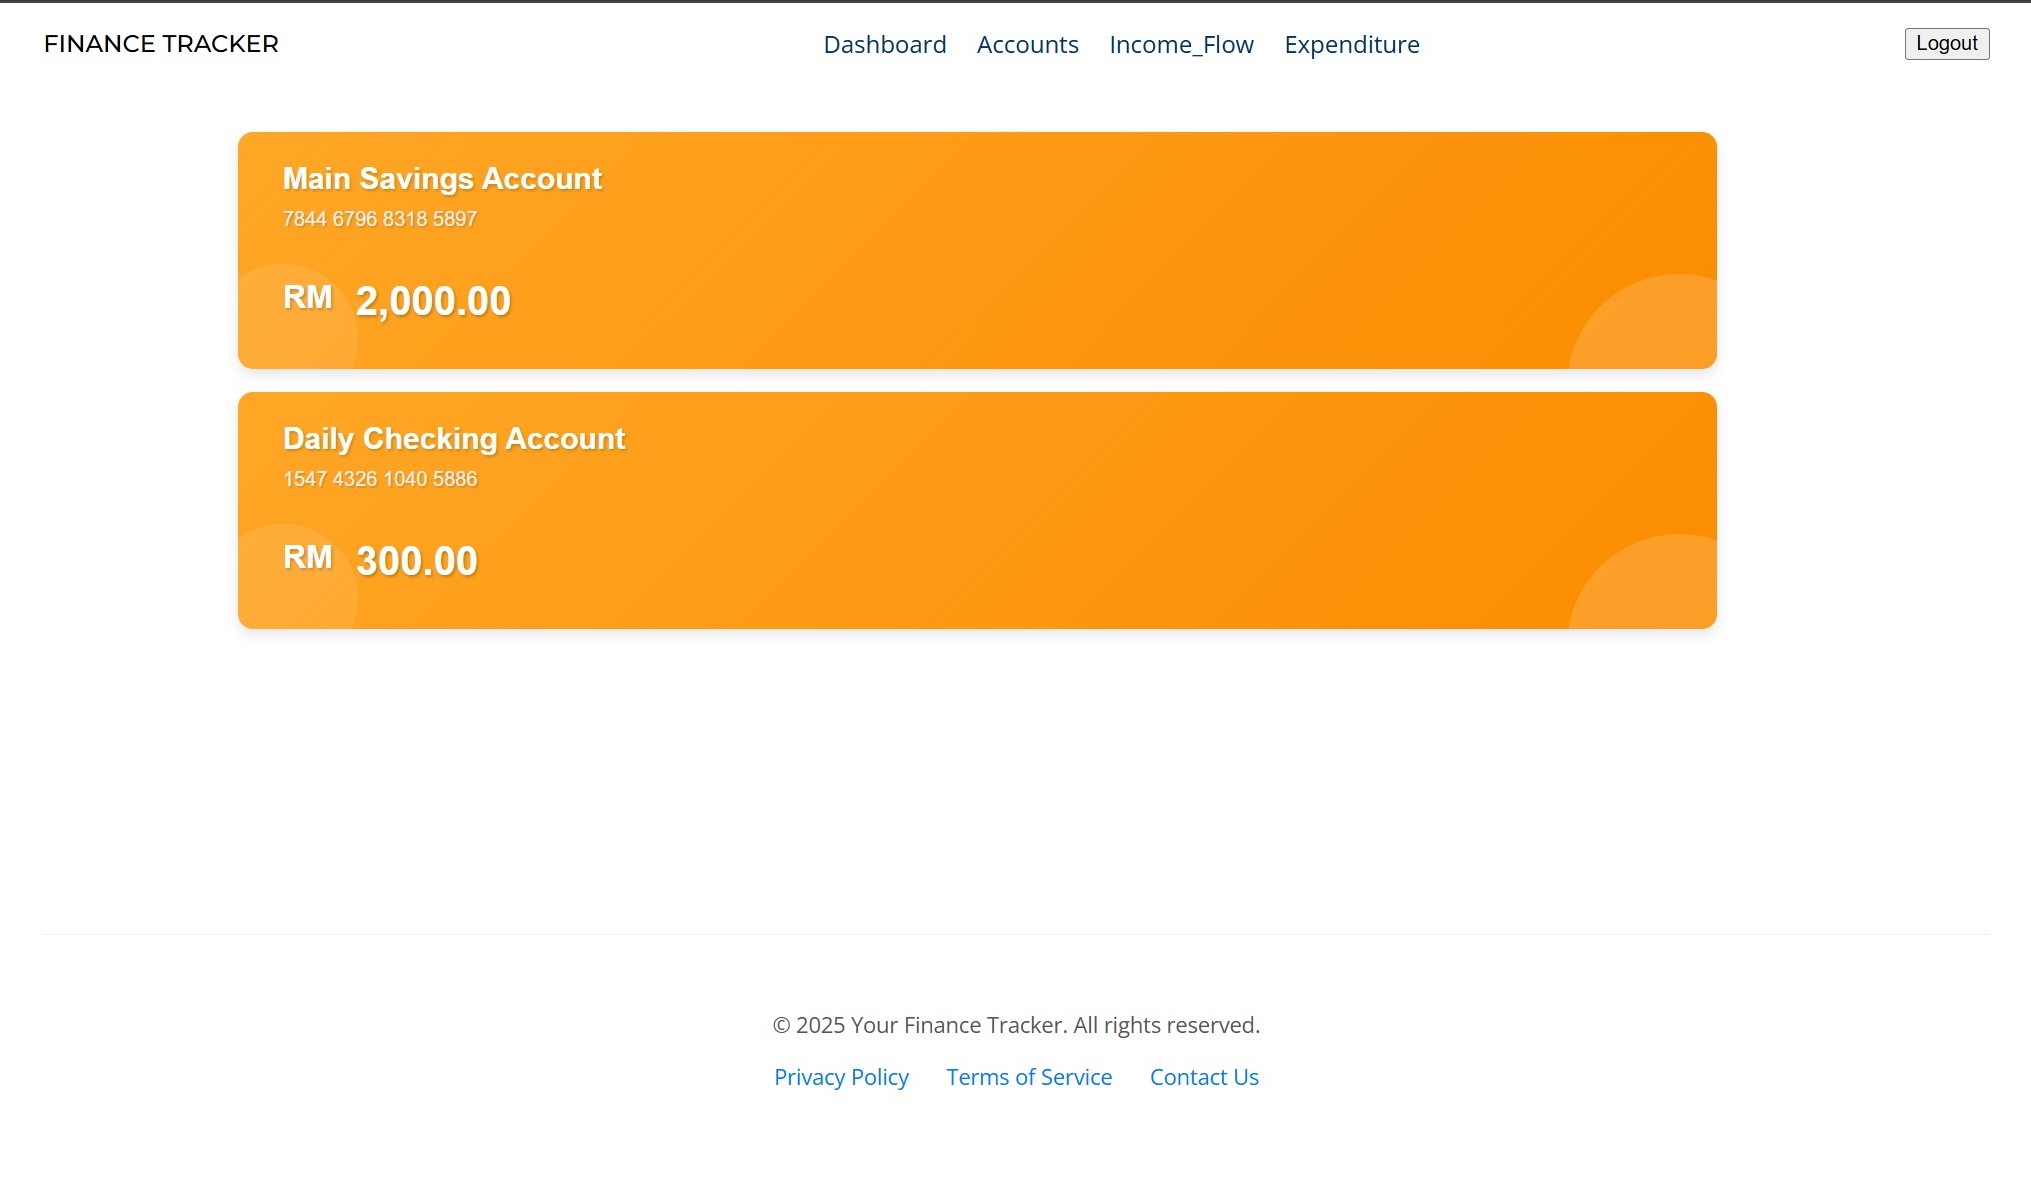 FINANCE TRACKER
Dashboard Accounts Income_Flow Expenditure
Logout
Main Savings Account
7844 6796 8318 5897
RM 2,000.00
Daily Checking Account
1547 4326 1040 5886
RM 300.00
© 2025 Your Finance Tracker. All rights reserved.
Privacy Policy Terms of Service Contact Us